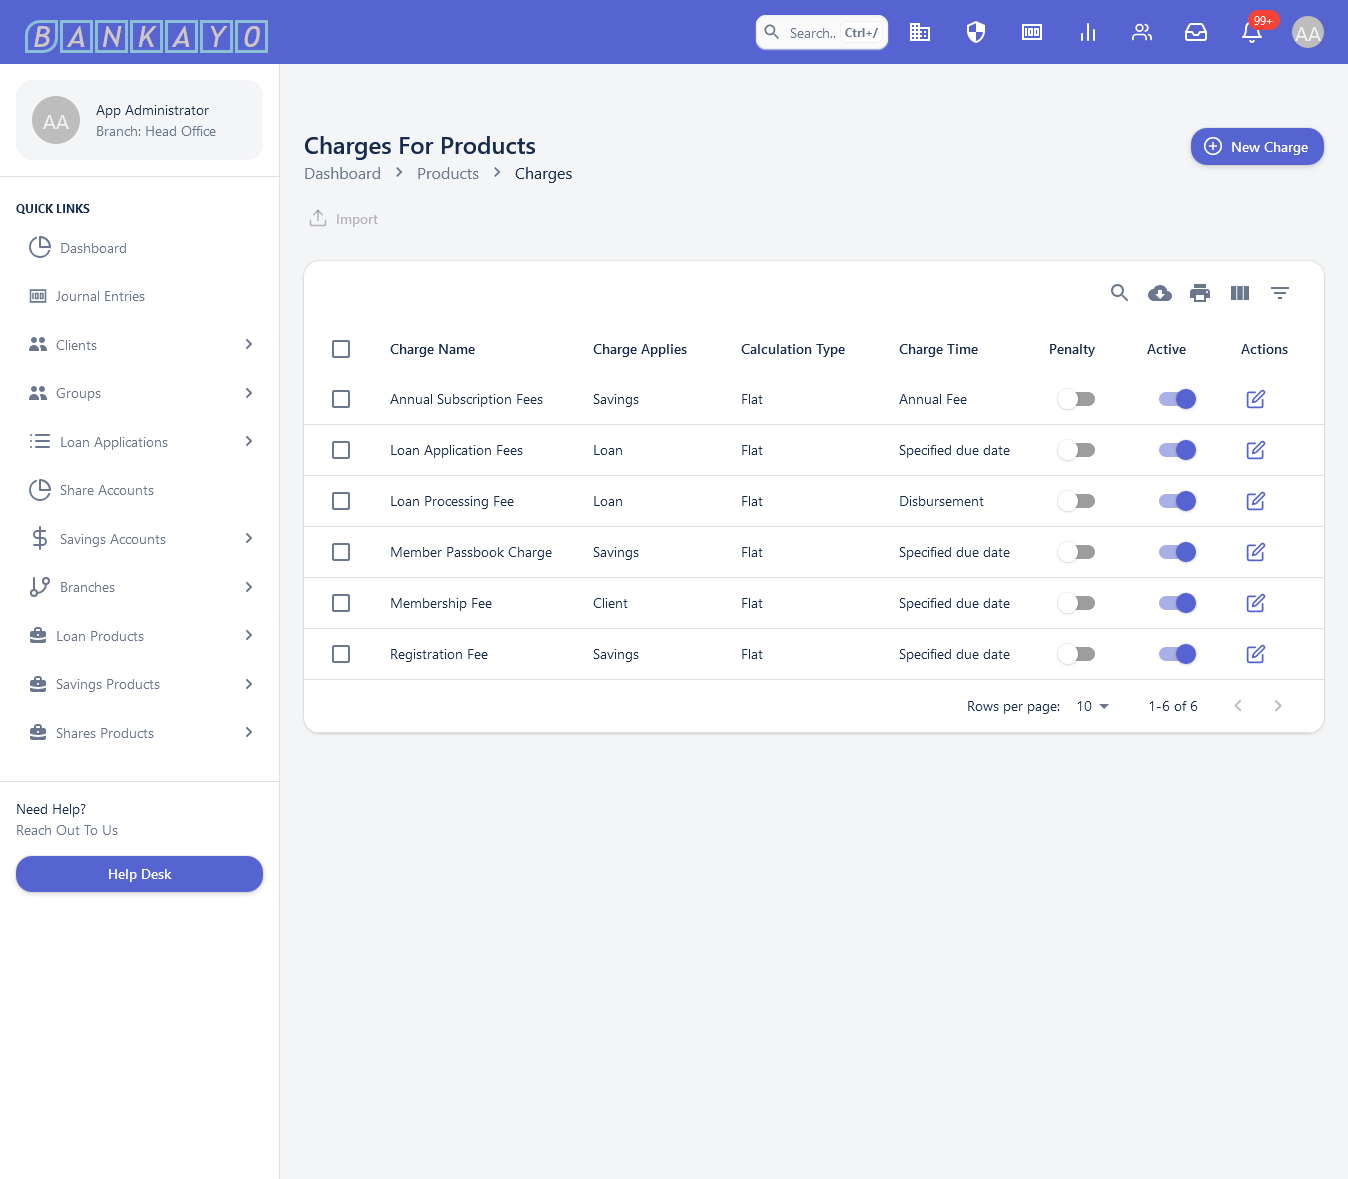 BANKAYO
Search.. Ctrl+/
99+
AA
AA
App Administrator
Branch: Head Office
QUICK LINKS
Dashboard
Journal Entries
Clients
Groups
Loan Applications
Share Accounts
Savings Accounts
Branches
Loan Products
Savings Products
Shares Products
Need Help?
Reach Out To Us
Help Desk
Charges For Products
Dashboard > Products > Charges
New Charge
Import
Charge Name Charge Applies Calculation Type Charge Time Penalty Active Actions
Annual Subscription Fees Savings Flat Annual Fee
Loan Application Fees Loan Flat Specified due date
Loan Processing Fee Loan Flat Disbursement
Member Passbook Charge Savings Flat Specified due date
Membership Fee Client Flat Specified due date
Registration Fee Savings Flat Specified due date
Rows per page: 10 1-6 of 6